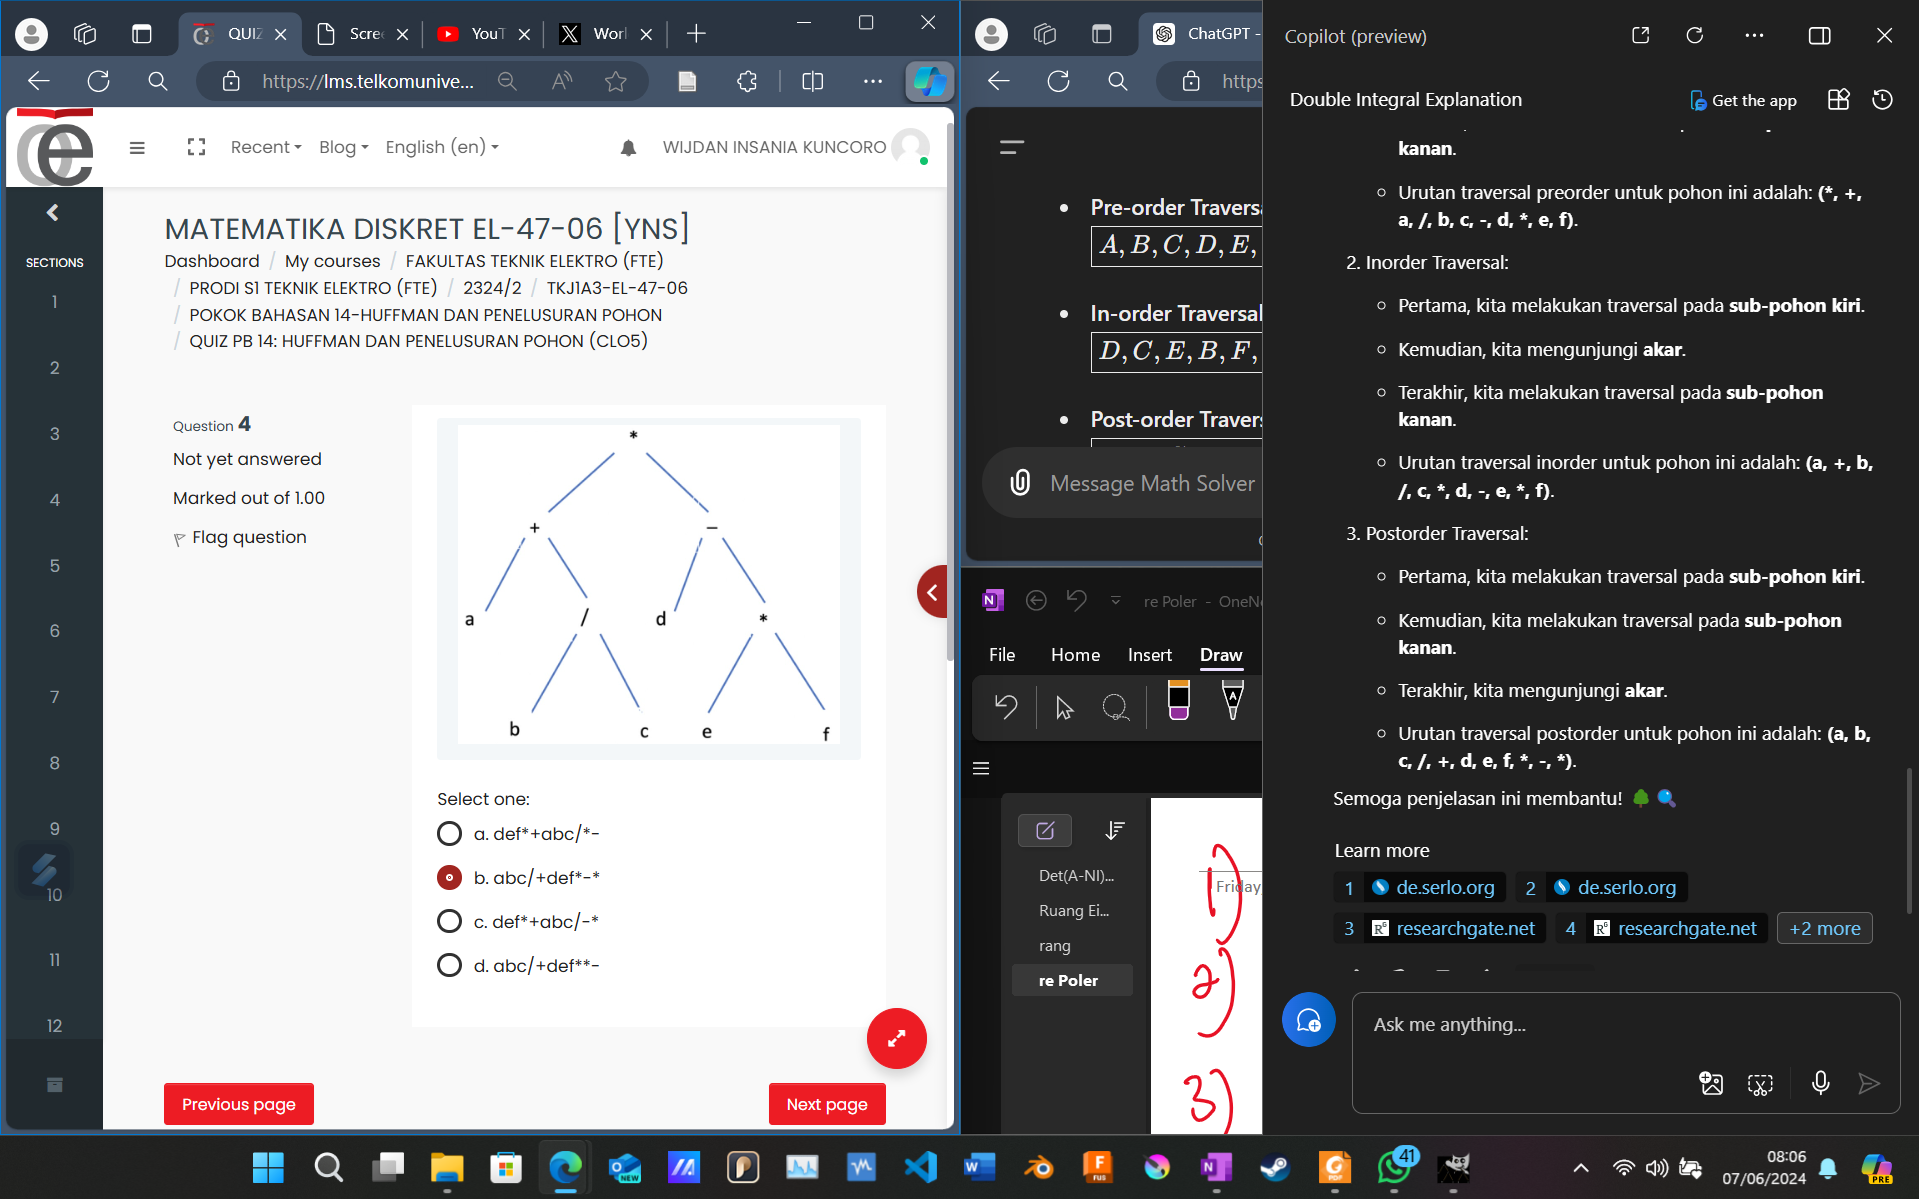 QUIZ
Scre
YouT
Worl
https://lms.telkomunive...
Recent
Blog
English (en)
WIJDAN INSANIA KUNCORO
SECTIONS
1
2
3
4
5
6
7
8
9
10
11
12
MATEMATIKA DISKRET EL-47-06 [YNS]
Dashboard / My courses / FAKULTAS TEKNIK ELEKTRO (FTE)
/ PRODI S1 TEKNIK ELEKTRO (FTE) / 2324/2 / TKJ1A3-EL-47-06
/ POKOK BAHASAN 14-HUFFMAN DAN PENELUSURAN POHON
/ QUIZ PB 14: HUFFMAN DAN PENELUSURAN POHON (CLO5)
Question 4
Not yet answered
Marked out of 1.00
Flag question
*
+ −
a / d *
b c e f
Select one:
a. def*+abc/*-
b. abc/+def*-*
c. def*+abc/-*
d. abc/+def**-
Previous page
Next page
ChatGPT -
https
Pre-order Traversa
A, B, C, D, E,
In-order Traversal
D, C, E, B, F,
Post-order Travers
Message Math Solver
re Poler - OneNo
File Home Insert Draw
Det(A-NI)...
Ruang Ei...
rang
re Poler
Friday
1)
2)
3)
Copilot (preview)
Double Integral Explanation
Get the app
kanan.
Urutan traversal preorder untuk pohon ini adalah: (*, +,
a, /, b, c, -, d, *, e, f).
2. Inorder Traversal:
Pertama, kita melakukan traversal pada sub-pohon kiri.
Kemudian, kita mengunjungi akar.
Terakhir, kita melakukan traversal pada sub-pohon
kanan.
Urutan traversal inorder untuk pohon ini adalah: (a, +, b,
/, c, *, d, -, e, *, f).
3. Postorder Traversal:
Pertama, kita melakukan traversal pada sub-pohon kiri.
Kemudian, kita melakukan traversal pada sub-pohon
kanan.
Terakhir, kita mengunjungi akar.
Urutan traversal postorder untuk pohon ini adalah: (a, b,
c, /, +, d, e, f, *, -, *).
Semoga penjelasan ini membantu!
Learn more
1 de.serlo.org 2 de.serlo.org
3 researchgate.net 4 researchgate.net +2 more
Ask me anything...
NEW
FUS
41
08:06
07/06/2024
PRE